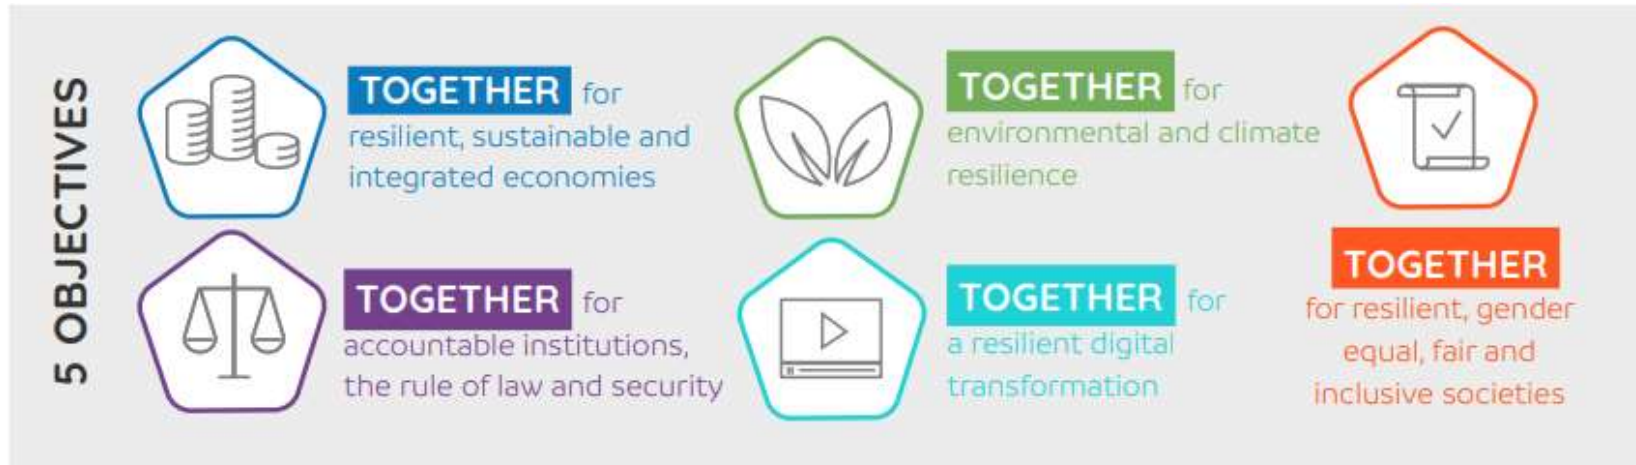 5 OBJECTIVES
TOGETHER for
resilient, sustainable and
integrated economies
TOGETHER for
accountable institutions,
the rule of law and security
TOGETHER for
environmental and climate
resilience
TOGETHER for
a resilient digital
transformation
TOGETHER
for resilient, gender
equal, fair and
inclusive societies